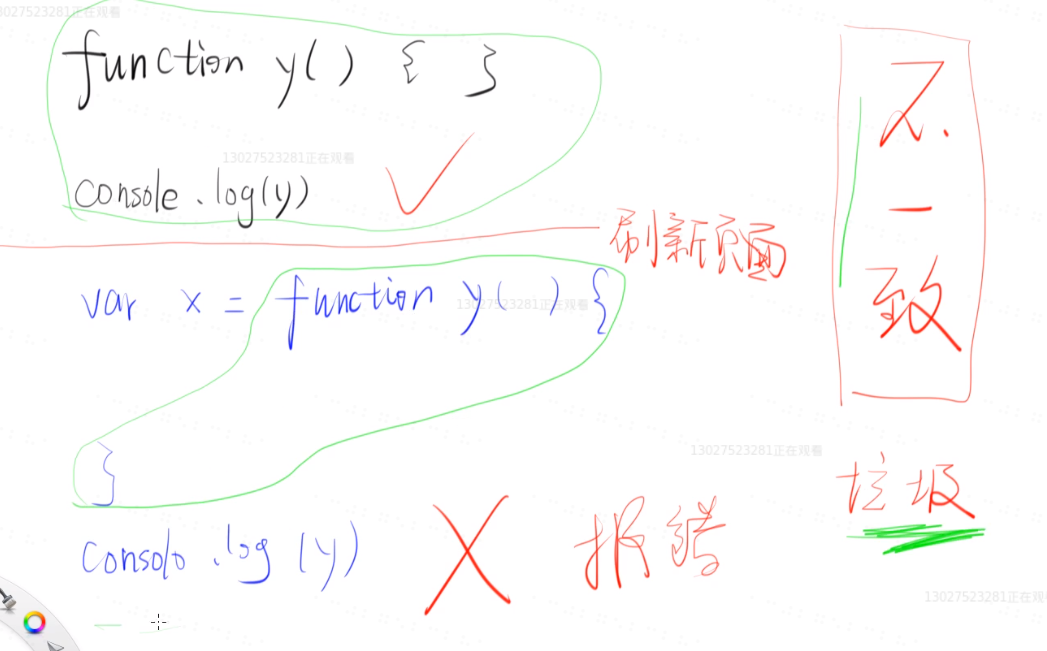 13027523281正在观看
function y() { }
13027523281正在观看
console.log(y)
刷新页面
var x = function y( ) {
13027523281正在观看
}
13027523281正在观看
consolo.log (y)
报错
不.
一
致
垃圾
13027523281正在观